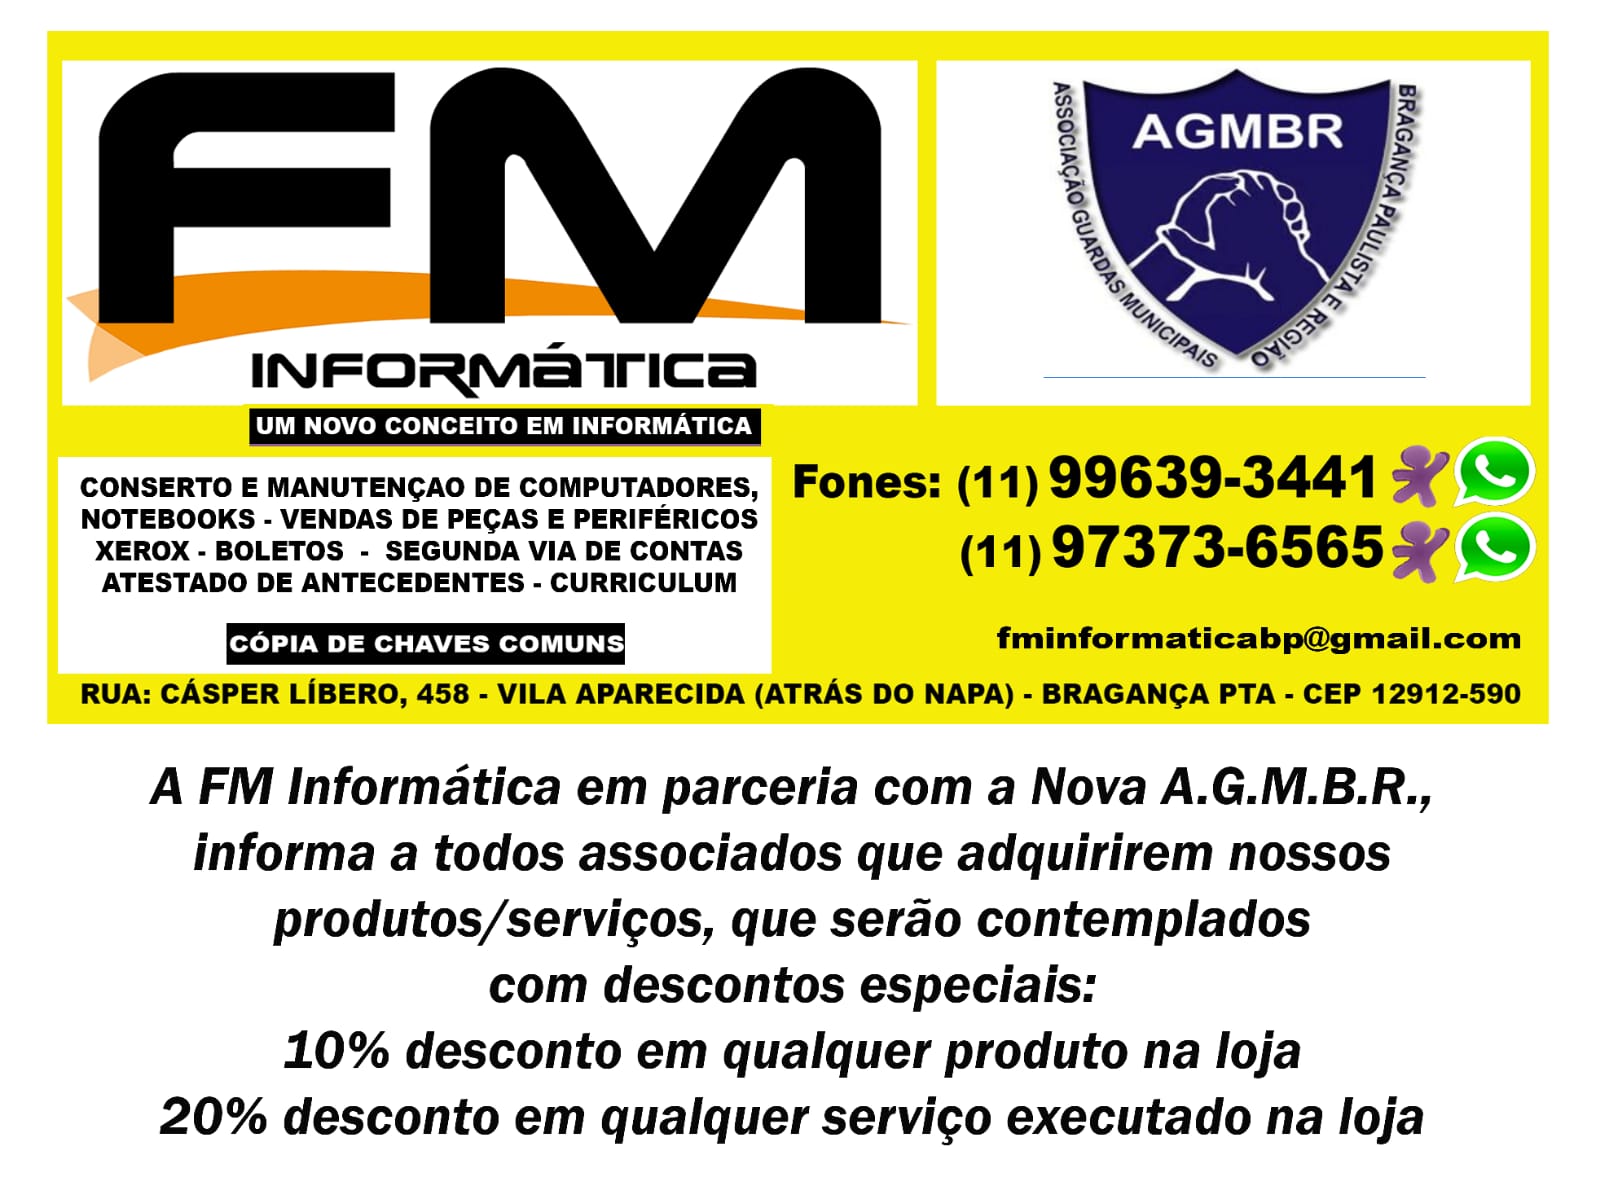 FM
INFORMÁTICA
UM NOVO CONCEITO EM INFORMÁTICA
AGMBR
ASSOCIAÇÃO GUARDAS MUNICIPAIS
BRAGANÇA PAULISTA E REGIÃO
CONSERTO E MANUTENÇAO DE COMPUTADORES,
NOTEBOOKS - VENDAS DE PEÇAS E PERIFÉRICOS
XEROX - BOLETOS - SEGUNDA VIA DE CONTAS
ATESTADO DE ANTECEDENTES - CURRICULUM
CÓPIA DE CHAVES COMUNS
Fones: (11) 99639-3441
(11) 97373-6565
fminformaticabp@gmail.com
RUA: CÁSPER LÍBERO, 458 - VILA APARECIDA (ATRÁS DO NAPA) - BRAGANÇA PTA - CEP 12912-590
A FM Informática em parceria com a Nova A.G.M.B.R.,
informa a todos associados que adquirirem nossos
produtos/serviços, que serão contemplados
com descontos especiais:
10% desconto em qualquer produto na loja
20% desconto em qualquer serviço executado na loja